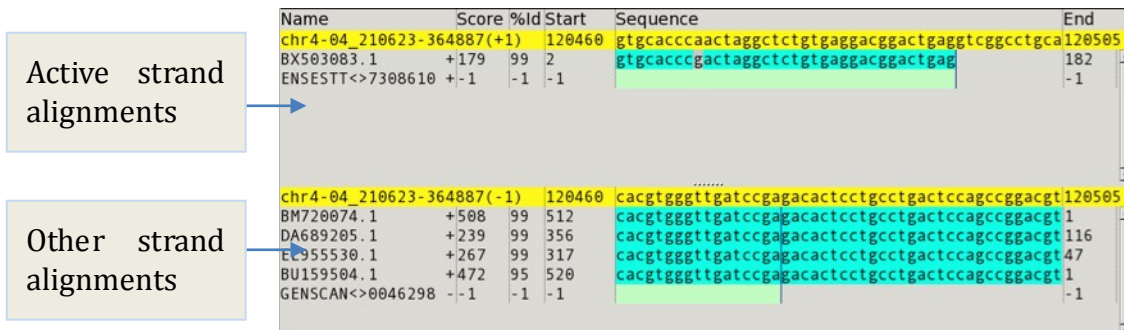 Name Score %Id Start Sequence End
chr4-04_210623-364887(+1) 120460 gtgcacccaactaggctctgtgaggacggactgaggtcggcctgca 120505
BX503083.1 + 179 99 2 gtgcacccgactaggctctgtgaggacggactgag 182
ENSESTT<>7308610 + -1 -1 -1 -1
Active strand
alignments
chr4-04_210623-364887(-1) 120460 cacgtgggttgatccgagacactcctgcctgactccagccggacgt 120505
BM720074.1 + 508 99 512 cacgtgggttgatccgagacactcctgcctgactccagccggacgt 1
DA689205.1 + 239 99 356 cacgtgggttgatccgagacactcctgcctgactccagccggacgt 116
+ 267 99 317 cacgtgggttgatccgagacactcctgcctgactccagccggacgt 47
BU159504.1 + 472 95 520 cacgtgggttgatccgagacactcctgcctgactccagccggacgt 1
GENSCAN<>0046298 - -1 -1 -1 -1
Other strand
alignments